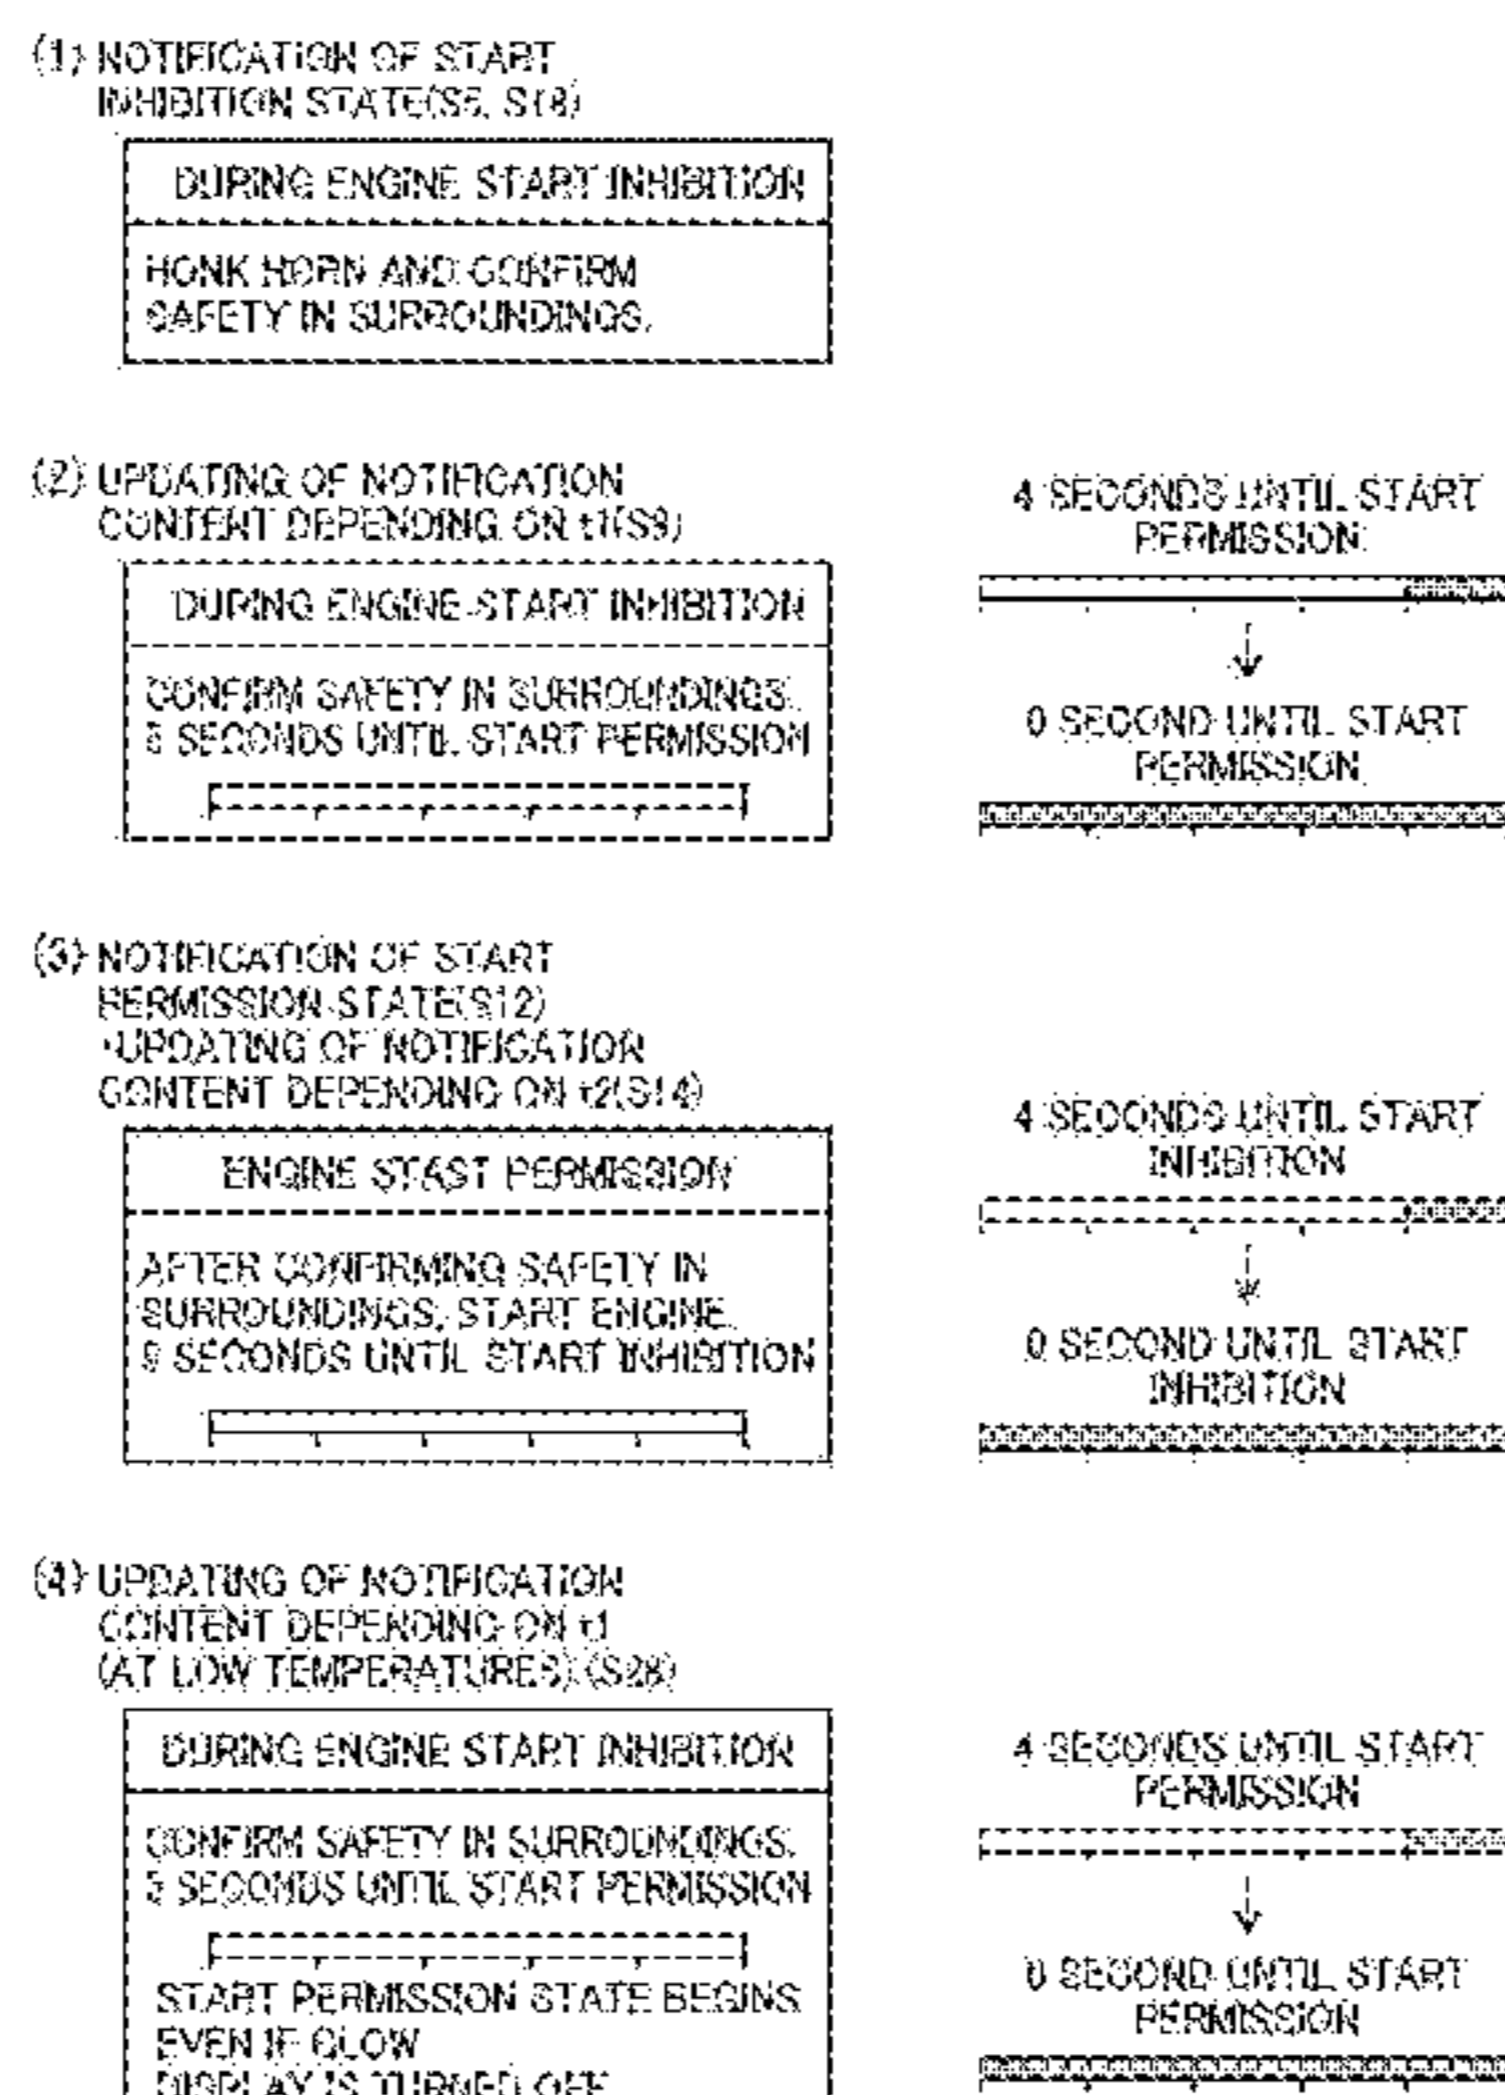 (1) NOTIFICATION OF START
INHIBITION STATE(S5, S18)
DURING ENGINE START INHIBITION
HONK HORN AND CONFIRM
SAFETY IN SURROUNDINGS.
(2) UPDATING OF NOTIFICATION
CONTENT DEPENDING ON t1(S9)
DURING ENGINE START INHIBITION
CONFIRM SAFETY IN SURROUNDINGS.
SECONDS UNTIL START PERMISSION
4 SECONDS UNTIL START
PERMISSION
0 SECOND UNTIL START
PERMISSION
(3) NOTIFICATION OF START
PERMISSION STATE(S12)
・UPDATING OF NOTIFICATION
CONTENT DEPENDING ON t2(S14)
ENGINE STAST PERMISSION
AFTER CONFIRMING SAFETY IN
SURROUNDINGS, START ENGINE.
SECONDS UNTIL START INHIBITION
4 SECONDS UNTIL START
INHIBITION
0 SECOND UNTIL START
INHIBITION
(4) UPDATING OF NOTIFICATION
CONTENT DEPENDING ON t1
(AT LOW TEMPERATURES) (S28)
DURING ENGINE START INHIBITION
CONFIRM SAFETY IN SURROUNDINGS.
SECONDS UNTIL START PERMISSION
START PERMISSION STATE BEGINS
EVEN IF GLOW
DISPLAY IS TURNED OFF
4 SECONDS UNTIL START
PERMISSION
0 SECOND UNTIL START
PERMISSION